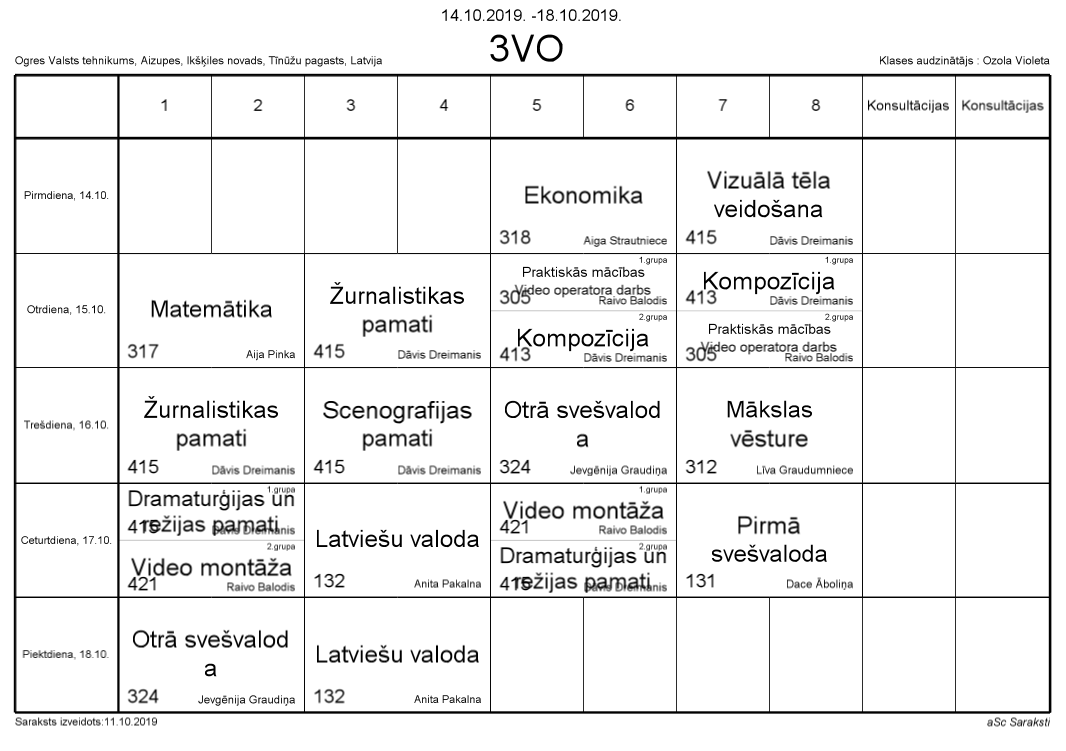 14.10.2019. -18.10.2019.
3VO
Ogres Valsts tehnikums, Aizupes, Ikšķiles novads, Tīnūžu pagasts, Latvija
Klases audzinātājs : Ozola Violeta
1 2 3 4 5 6 7 8 Konsultācijas Konsultācijas
Pirmdiena, 14.10.
Ekonomika
318 Aiga Strautniece
Vizuālā tēla
veidošana
415 Dāvis Dreimanis
Otrdiena, 15.10.
Matemātika
317 Aija Pinka
Žurnalistikas
pamati
415 Dāvis Dreimanis
1.grupa
Praktiskās mācības
Video operatora darbs
305 Raivo Balodis
2.grupa
Kompozīcija
413 Dāvis Dreimanis
1.grupa
Kompozīcija
413 Dāvis Dreimanis
2.grupa
Praktiskās mācības
Video operatora darbs
305 Raivo Balodis
Trešdiena, 16.10.
Žurnalistikas
pamati
415 Dāvis Dreimanis
Scenografijas
pamati
415 Dāvis Dreimanis
Otrā svešvalod
a
324 Jevgēnija Graudiņa
Mākslas
vēsture
312 Līva Graudumniece
Ceturtdiena, 17.10.
1.grupa
Dramaturģijas un
režijas pamati
415 Dāvis Dreimanis
2.grupa
Video montāža
421 Raivo Balodis
Latviešu valoda
132 Anita Pakalna
1.grupa
Video montāža
421 Raivo Balodis
2.grupa
Dramaturģijas un
režijas pamati
415 Dāvis Dreimanis
Pirmā
svešvaloda
131 Dace Āboliņa
Piektdiena, 18.10.
Otrā svešvalod
a
324 Jevgēnija Graudiņa
Latviešu valoda
132 Anita Pakalna
Saraksts izveidots:11.10.2019
aSc Saraksti